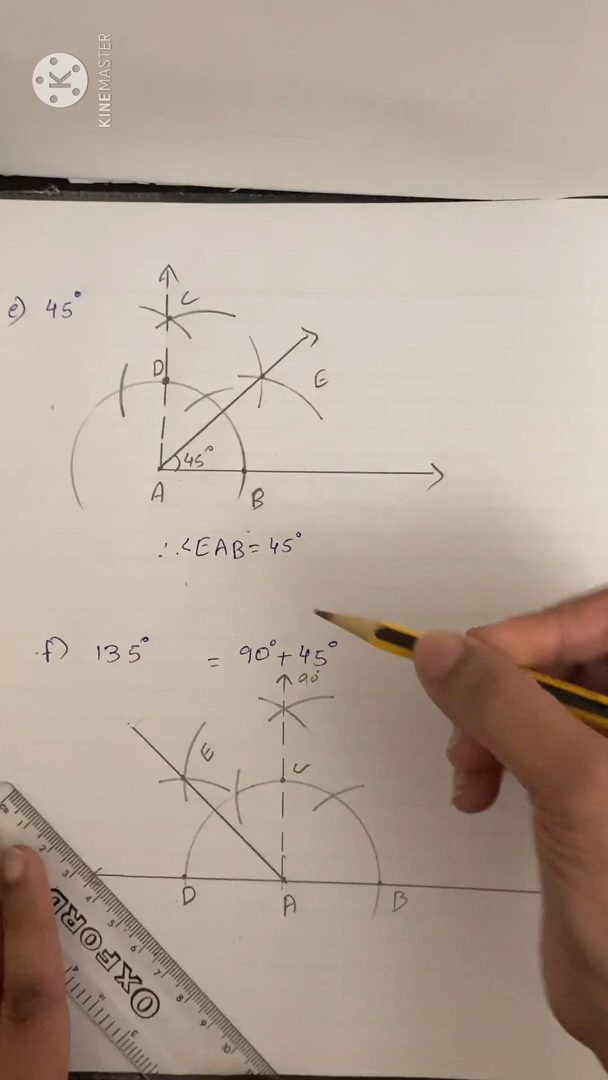 KINEMASTER
e) 45°
C
D
E
45°
A
B
∴ ∠EAB = 45°
f) 135° = 90° + 45°
90°
E
C
D
A
B
OXFORD